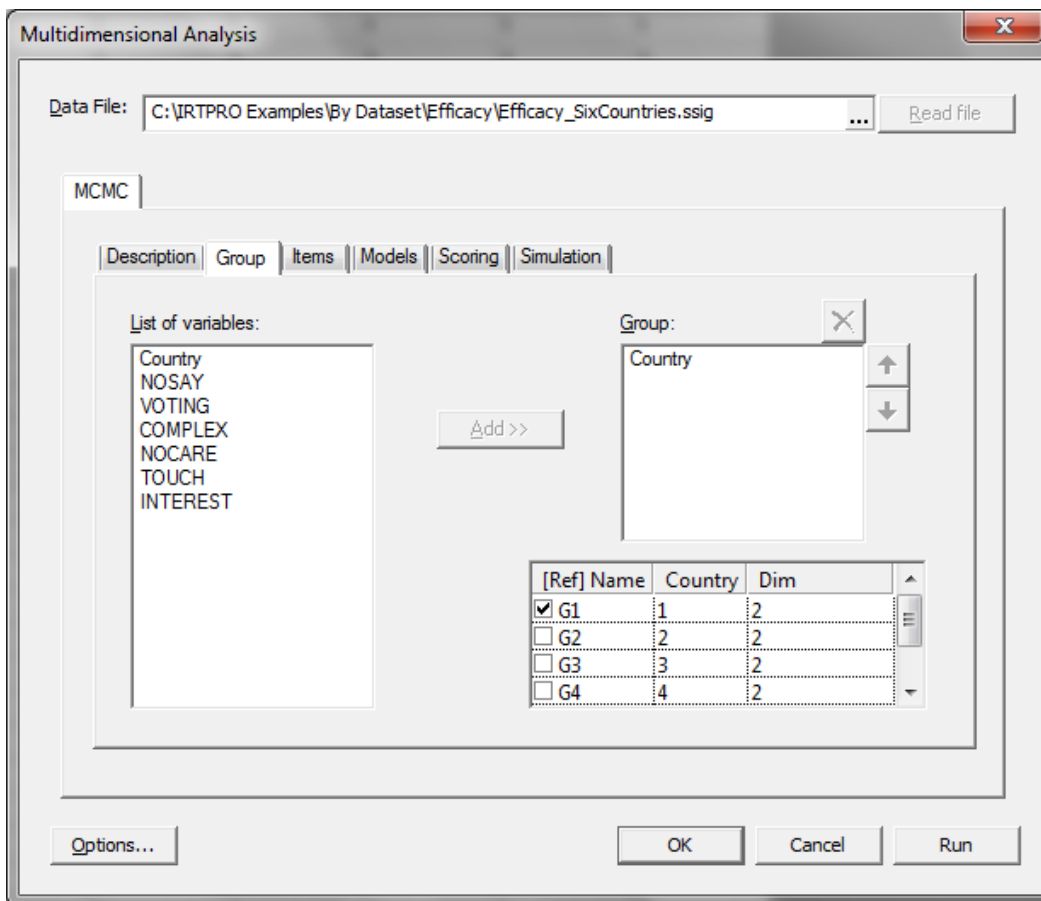 Multidimensional Analysis
Data File: C:\IRTPRO Examples\By Dataset\Efficacy\Efficacy_SixCountries.ssig ... Read file
MCMC
Description Group Items Models Scoring Simulation
List of variables:
Country
NOSAY
VOTING
COMPLEX
NOCARE
TOUCH
INTEREST
Add >>
Group:
Country
[Ref] Name Country Dim
G1 1 2
G2 2 2
G3 3 2
G4 4 2
Options... OK Cancel Run